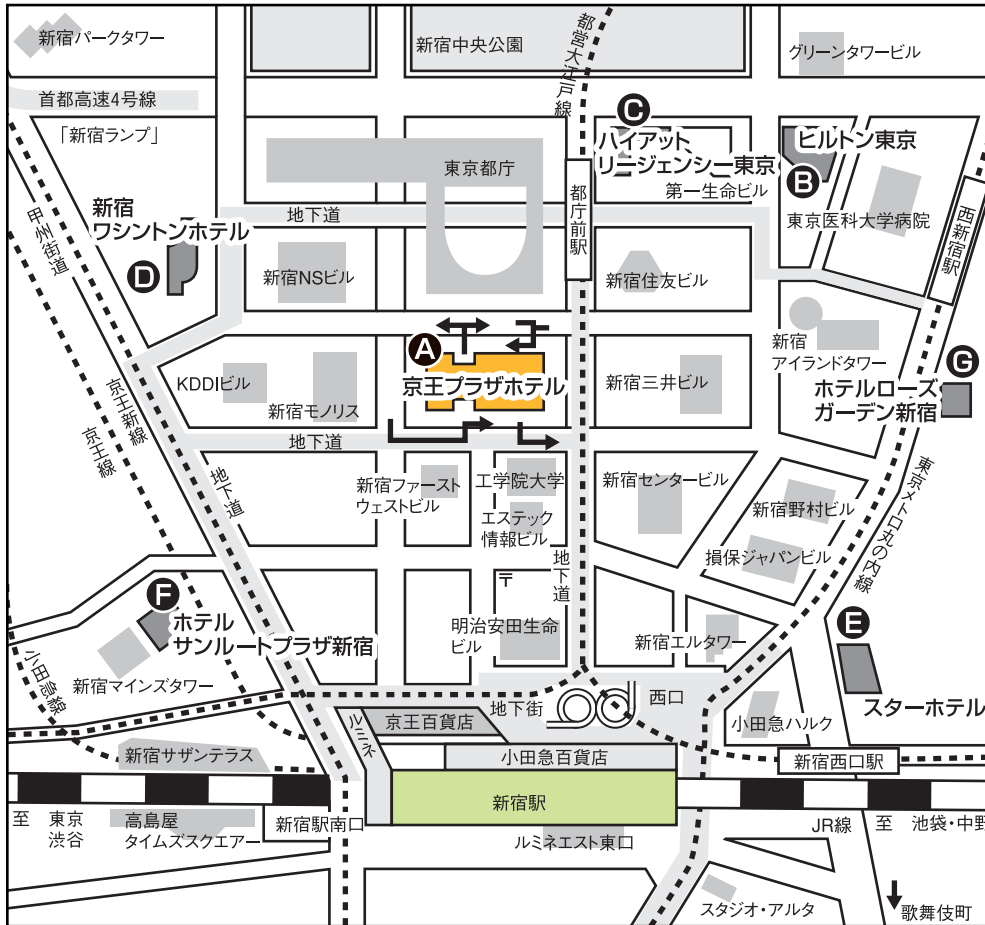 新宿パークタワー
新宿中央公園
都営大江戸線
グリーンタワービル
首都高速4号線
「新宿ランプ」
C
ハイアット
リージェンシー東京
ヒルトン東京
B
東京都庁
第一生命ビル
都庁前駅
東京医科大学病院
西新宿駅
新宿
ワシントンホテル
D
地下道
甲州街道
新宿NSビル
新宿住友ビル
A
京王プラザホテル
新宿
アイランドタワー
G
ホテルローズ
ガーデン新宿
KDDIビル
新宿モノリス
新宿三井ビル
京王新線
京王線
地下道
地下道
新宿ファースト
ウェストビル
工学院大学
エステック
情報ビル
新宿センタービル
新宿野村ビル
損保ジャパンビル
東京メトロ丸の内線
地下道
〒
F
ホテル
サンルートプラザ新宿
明治安田生命
ビル
新宿エルタワー
E
スターホテル
小田急線
新宿マインズタワー
地下街
西口
小田急ハルク
ルミネ
京王百貨店
小田急百貨店
新宿西口駅
新宿サザンテラス
新宿駅
至 東京
渋谷
高島屋
タイムズスクエアー
新宿駅南口
ルミネエスト東口
JR線
至 池袋・中野
スタジオ・アルタ
歌舞伎町